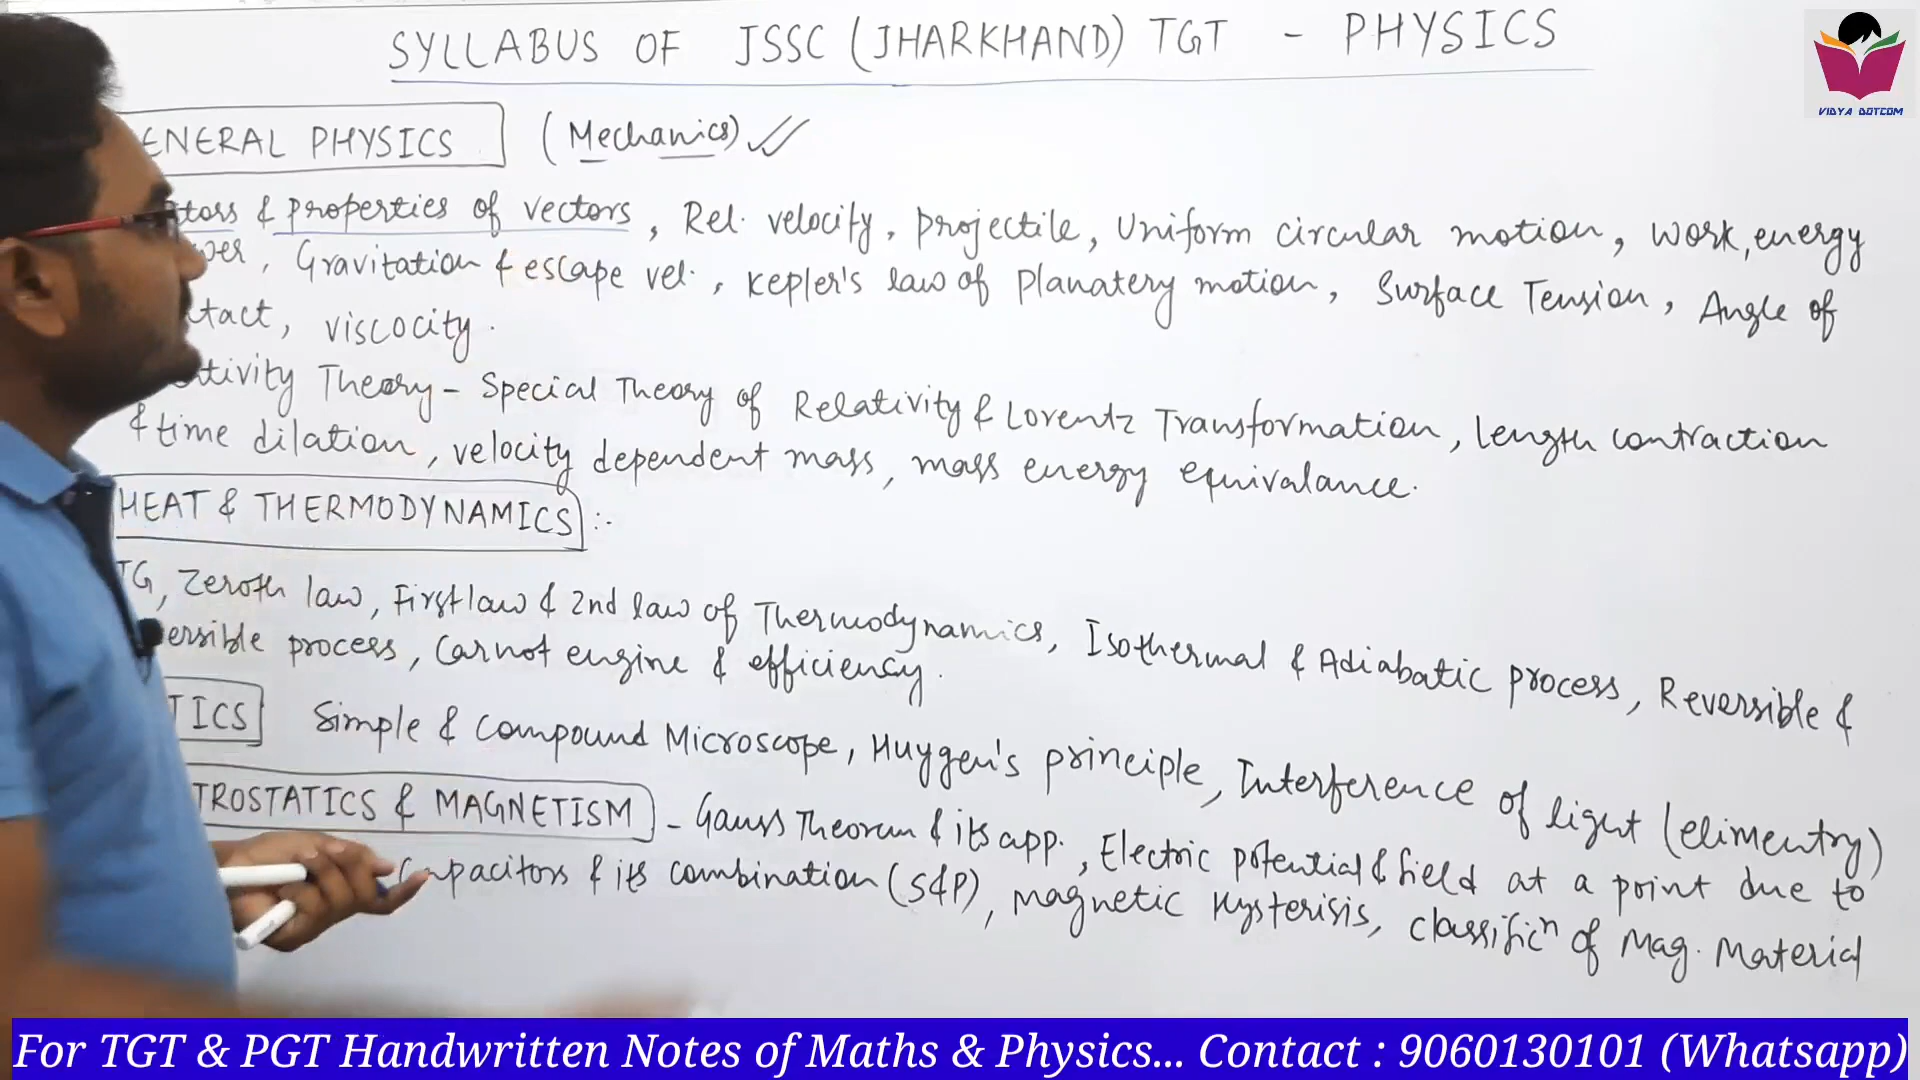 SYLLABUS OF JSSC (JHARKHAND) TGT - PHYSICS
VIDYA DOTCOM
ENERAL PHYSICS (Mechanics)
tors & properties of vectors, Rel. velocity, projectile, Uniform circular motion, work, energy
wer, Gravitation & escape vel., Kepler's law of Planatery motion, Surface Tension, Angle of
tact, viscocity.
tivity Theory - Special Theory of Relativity & Lorentz Transformation, Length contraction
& time dilation, velocity dependent mass, mass energy equivalance.
HEAT & THERMODYNAMICS :-
TG, Zeroth law, First law & 2nd law of Thermodynamics, Isothermal & Adiabatic process, Reversible &
ersible process, Carnot engine & efficiency.
TICS Simple & Compound Microscope, Huygen's principle, Interference of light (elimentry)
TROSTATICS & MAGNETISM - Gauss Theorem & its app., Electric potential & field at a point due to
Capacitors & its combination (S&P), Magnetic Hysterisis, Classificn of Mag. Material
For TGT & PGT Handwritten Notes of Maths & Physics... Contact : 9060130101 (Whatsapp)